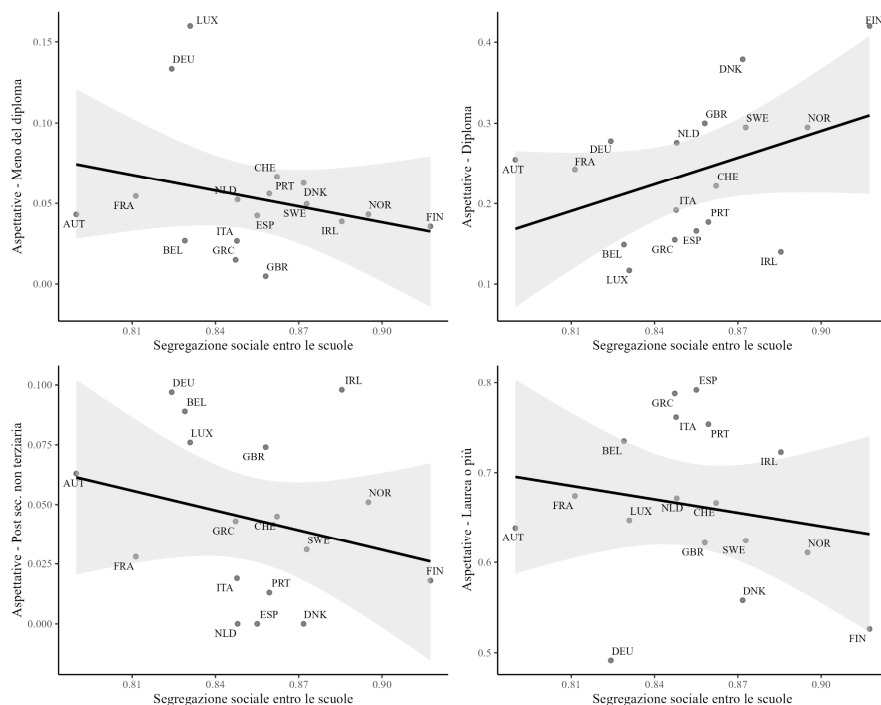 Aspettative - Meno del diploma
0.15
0.10
0.05
0.00
LUX
DEU
CHE
NLD
PRT
DNK
FRA
AUT
ESP
SWE
IRL
NOR
FIN
BEL
ITA
GRC
GBR
0.81
0.84
0.87
0.90
Segregazione sociale entro le scuole
Aspettative - Diploma
0.4
0.3
0.2
0.1
FIN
DNK
GBR
SWE
NOR
DEU
NLD
AUT
FRA
CHE
ITA
PRT
BEL
GRC
ESP
IRL
LUX
0.81
0.84
0.87
0.90
Segregazione sociale entro le scuole
Aspettative - Post sec. non terziaria
0.100
0.075
0.050
0.025
0.000
DEU
BEL
IRL
LUX
GBR
AUT
NOR
GRC
CHE
SWE
FRA
ITA
PRT
FIN
NLD
ESP
DNK
0.81
0.84
0.87
0.90
Segregazione sociale entro le scuole
Aspettative - Laurea o più
0.8
0.7
0.6
0.5
ESP
GRC
ITA
PRT
BEL
IRL
FRA
NLD
CHE
LUX
AUT
GBR
SWE
NOR
DNK
FIN
DEU
0.81
0.84
0.87
0.90
Segregazione sociale entro le scuole